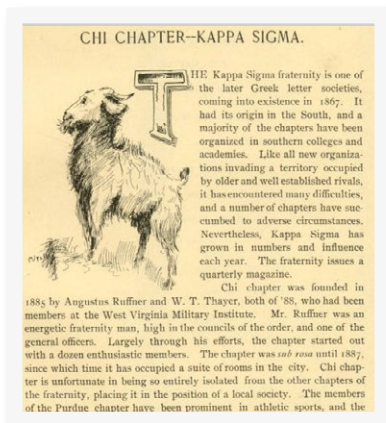 CHI CHAPTER--KAPPA SIGMA.
THE Kappa Sigma fraternity is one of
the later Greek letter societies,
coming into existence in 1867. It
had its origin in the South, and a
majority of the chapters have been
organized in southern colleges and
academies. Like all new organiza-
tions invading a territory occupied
by older and well established rivals,
it has encountered many difficulties,
and a number of chapters have suc-
cumbed to adverse circumstances.
Nevertheless, Kappa Sigma has
grown in numbers and influence
each year. The fraternity issues a
quarterly magazine.
Chi chapter was founded in
1885 by Augustus Ruffner and W. T. Thayer, both of '88, who had been
members at the West Virginia Military Institute. Mr. Ruffner was an
energetic fraternity man, high in the councils of the order, and one of the
general officers. Largely through his efforts, the chapter started out
with a dozen enthusiastic members. The chapter was sub rosa until 1887,
since which time it has occupied a suite of rooms in the city. Chi chap-
ter is unfortunate in being so entirely isolated from the other chapters of
the fraternity, placing it in the position of a local society. The members
of the Purdue chapter have been prominent in athletic sports, and the